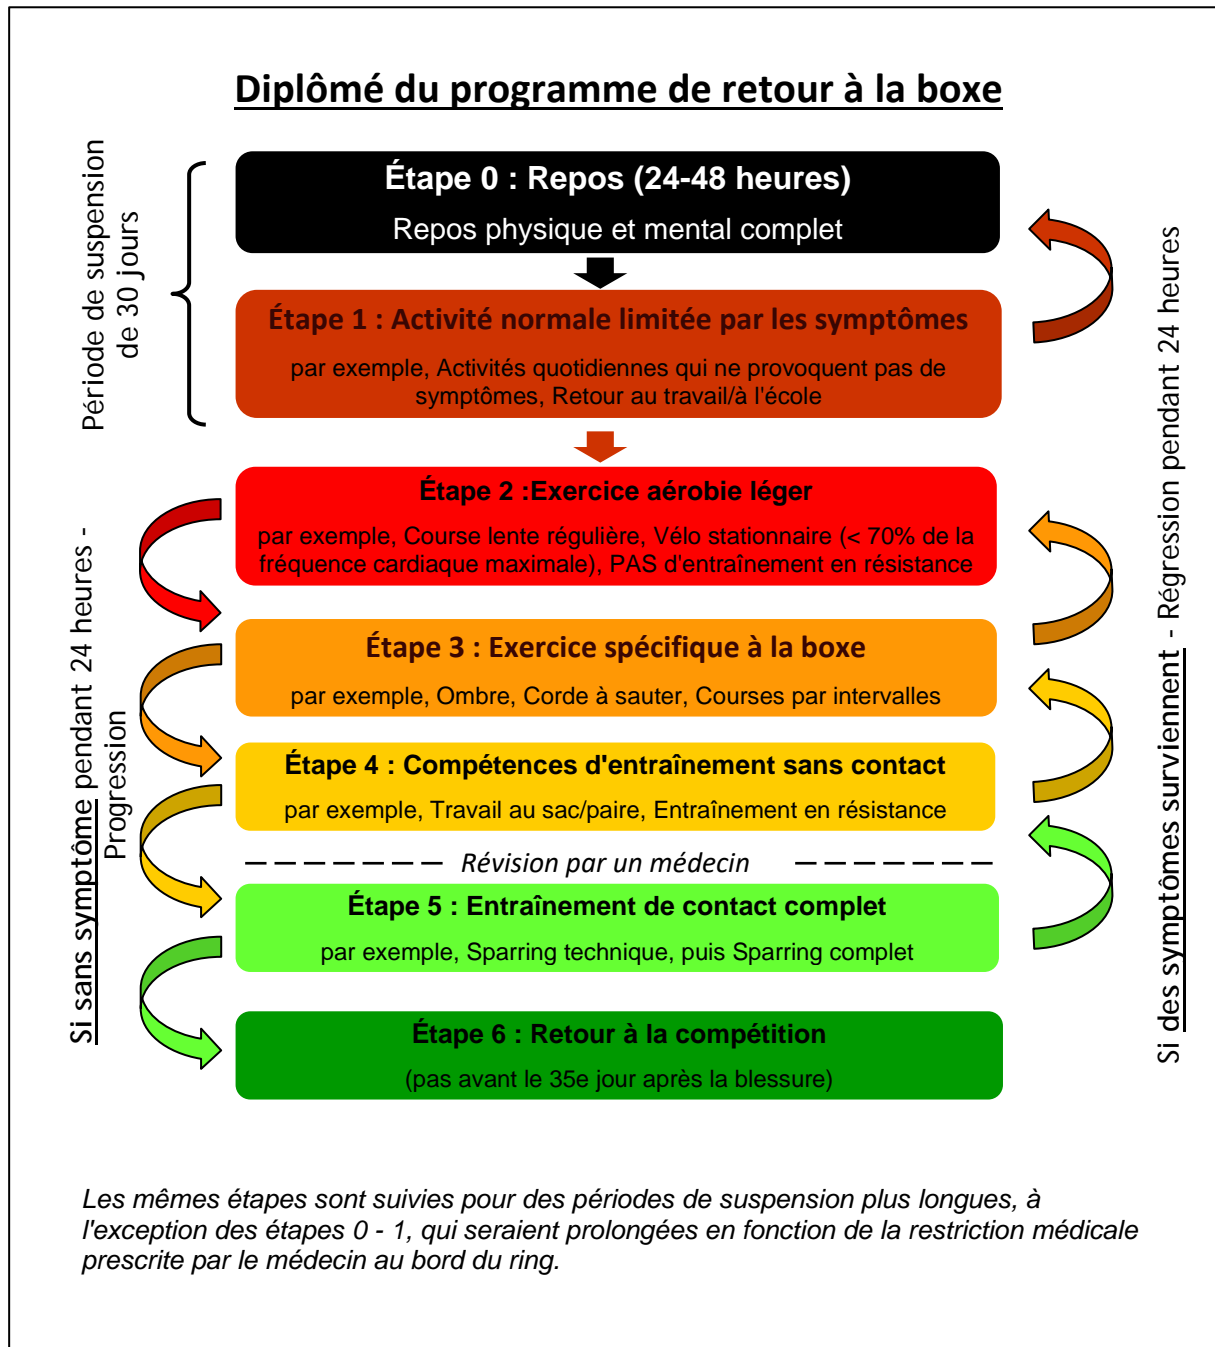 Diplômé du programme de retour à la boxe
Période de suspension
de 30 jours
Étape 0 : Repos (24-48 heures)
Repos physique et mental complet
Étape 1 : Activité normale limitée par les symptômes
par exemple, Activités quotidiennes qui ne provoquent pas de
symptômes, Retour au travail/à l'école
Étape 2 :Exercice aérobie léger
par exemple, Course lente régulière, Vélo stationnaire (< 70% de la
fréquence cardiaque maximale), PAS d'entraînement en résistance
Étape 3 : Exercice spécifique à la boxe
par exemple, Ombre, Corde à sauter, Courses par intervalles
Étape 4 : Compétences d'entraînement sans contact
par exemple, Travail au sac/paire, Entraînement en résistance
Révision par un médecin
Étape 5 : Entraînement de contact complet
par exemple, Sparring technique, puis Sparring complet
Étape 6 : Retour à la compétition
(pas avant le 35e jour après la blessure)
Si sans symptôme pendant 24 heures -
Progression
Si des symptômes surviennent - Régression pendant 24 heures
Les mêmes étapes sont suivies pour des périodes de suspension plus longues, à
l'exception des étapes 0 - 1, qui seraient prolongées en fonction de la restriction médicale
prescrite par le médecin au bord du ring.